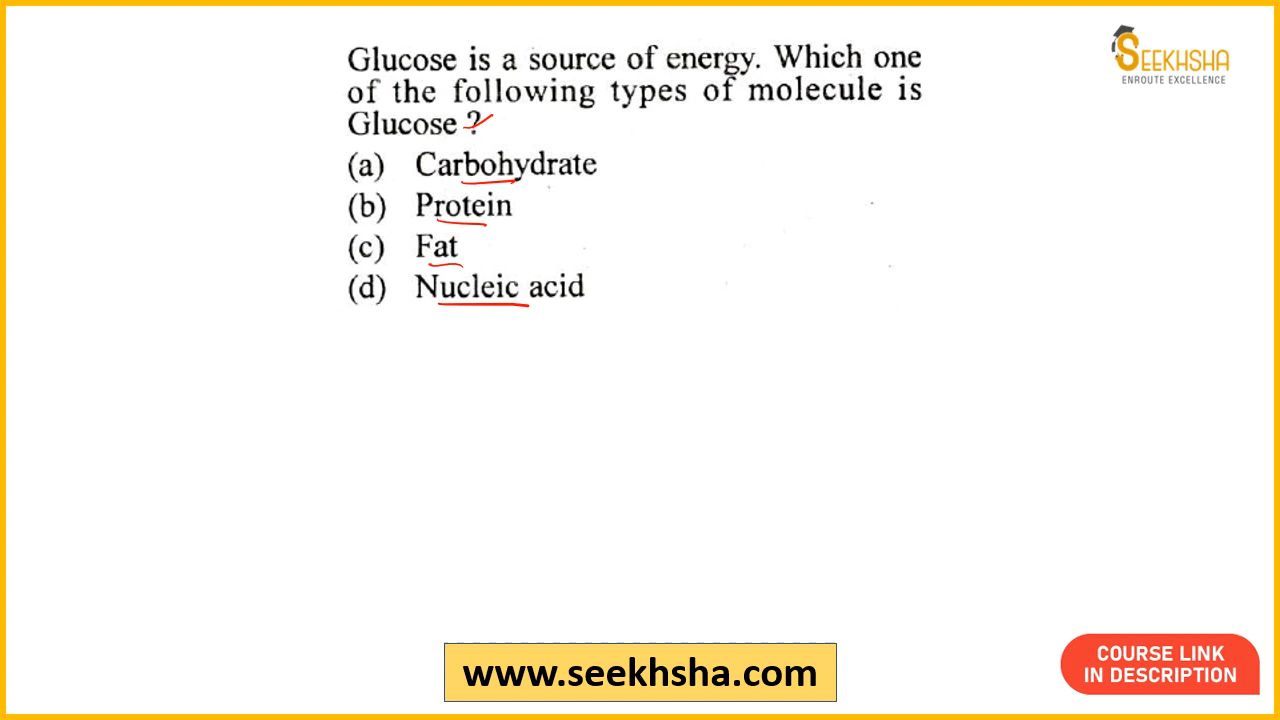 SEEKHSHA
ENROUTE EXCELLENCE
Glucose is a source of energy. Which one
of the following types of molecule is
Glucose ?
(a) Carbohydrate
(b) Protein
(c) Fat
(d) Nucleic acid
www.seekhsha.com
COURSE LINK
IN DESCRIPTION